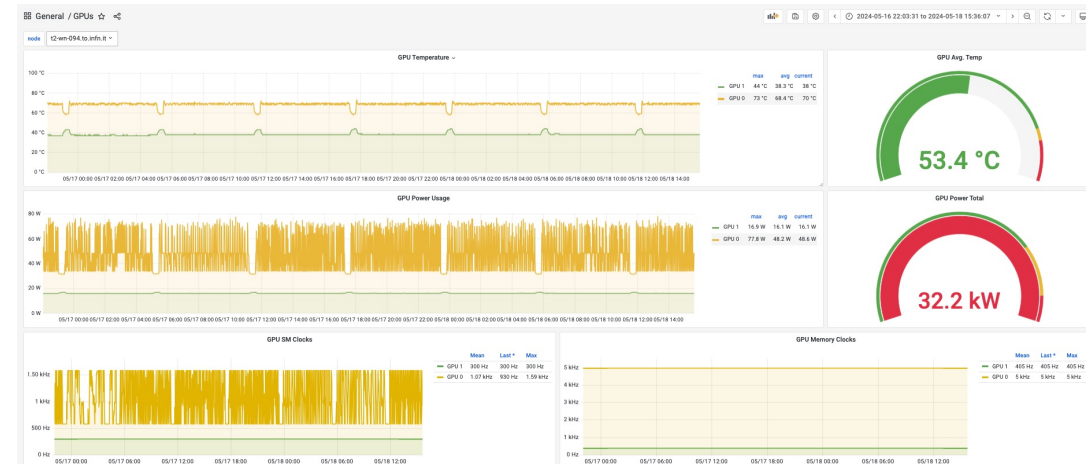 General / GPUs
2024-05-16 22:03:31 to 2024-05-18 15:36:07
node t2-wn-094.to.infn.it
GPU Temperature
100 °C
80 °C
60 °C
40 °C
20 °C
0 °C
05/17 00:00 05/17 02:00 05/17 04:00 05/17 06:00 05/17 08:00 05/17 10:00 05/17 12:00 05/17 14:00 05/17 16:00 05/17 18:00 05/17 20:00 05/17 22:00 05/18 00:00 05/18 02:00 05/18 04:00 05/18 06:00 05/18 08:00 05/18 10:00 05/18 12:00 05/18 14:00
max avg current
GPU 1 44 °C 38.3 °C 38 °C
GPU 0 73 °C 68.4 °C 70 °C
GPU Avg. Temp
53.4 °C
GPU Power Usage
80 W
60 W
40 W
20 W
0 W
05/17 00:00 05/17 02:00 05/17 04:00 05/17 06:00 05/17 08:00 05/17 10:00 05/17 12:00 05/17 14:00 05/17 16:00 05/17 18:00 05/17 20:00 05/17 22:00 05/18 00:00 05/18 02:00 05/18 04:00 05/18 06:00 05/18 08:00 05/18 10:00 05/18 12:00 05/18 14:00
max avg current
GPU 1 16.9 W 16.1 W 16.1 W
GPU 0 77.8 W 48.2 W 48.6 W
GPU Power Total
32.2 kW
GPU SM Clocks
1.50 kHz
1 kHz
500 Hz
0 Hz
05/17 00:00 05/17 06:00 05/17 12:00 05/17 18:00 05/18 00:00 05/18 06:00 05/18 12:00
Mean Last * Max
GPU 1 300 Hz 300 Hz 300 Hz
GPU 0 1.07 kHz 930 Hz 1.59 kHz
GPU Memory Clocks
5 kHz
4 kHz
3 kHz
2 kHz
1 kHz
0 Hz
05/17 00:00 05/17 06:00 05/17 12:00 05/17 18:00 05/18 00:00 05/18 06:00 05/18 12:00
Mean Last * Max
GPU 1 405 Hz 405 Hz 405 Hz
GPU 0 5 kHz 5 kHz 5 kHz